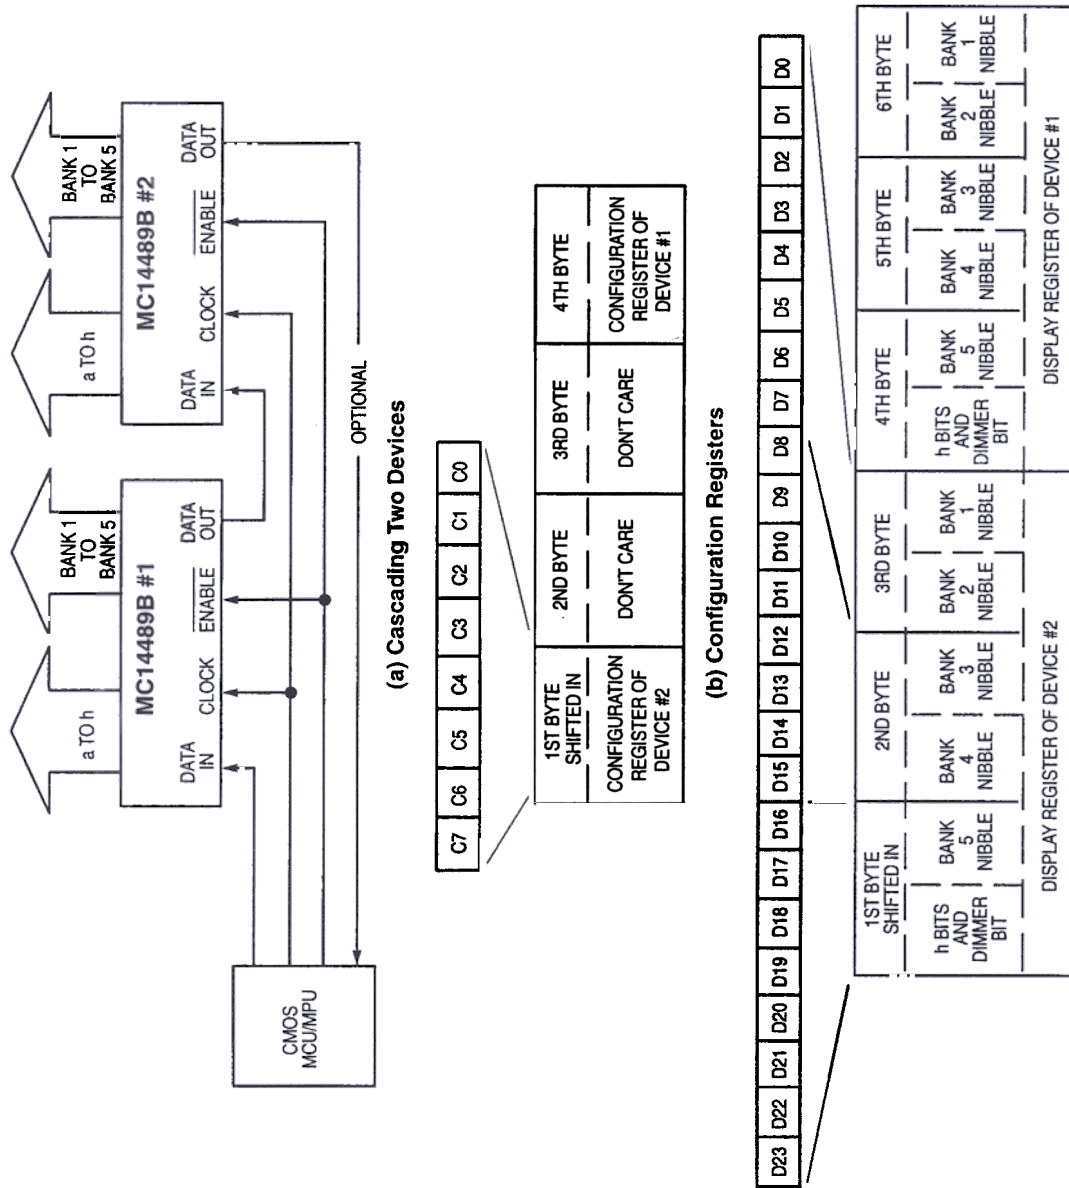 BANK 1
TO
BANK 5
a TO h
BANK 1
TO
BANK 5
a TO h
MC14489B #1
DATA
IN
CLOCK
ENABLE
DATA
OUT
MC14489B #2
DATA
IN
CLOCK
ENABLE
DATA
OUT
CMOS
MCU/MPU
OPTIONAL
(a) Cascading Two Devices
C7 C6 C5 C4 C3 C2 C1 C0
1ST BYTE
SHIFTED IN
2ND BYTE
3RD BYTE
4TH BYTE
CONFIGURATION
REGISTER OF
DEVICE #2
DON'T CARE
DON'T CARE
CONFIGURATION
REGISTER OF
DEVICE #1
(b) Configuration Registers
D23 D22 D21 D20 D19 D18 D17 D16 D15 D14 D13 D12 D11 D10 D9 D8 D7 D6 D5 D4 D3 D2 D1 D0
1ST BYTE
SHIFTED IN
2ND BYTE
3RD BYTE
4TH BYTE
5TH BYTE
6TH BYTE
h BITS
AND
DIMMER
BIT
BANK
5
NIBBLE
BANK
4
NIBBLE
BANK
3
NIBBLE
BANK
2
NIBBLE
BANK
1
NIBBLE
h BITS
AND
DIMMER
BIT
BANK
5
NIBBLE
BANK
4
NIBBLE
BANK
3
NIBBLE
BANK
2
NIBBLE
BANK
1
NIBBLE
DISPLAY REGISTER OF DEVICE #2
DISPLAY REGISTER OF DEVICE #1